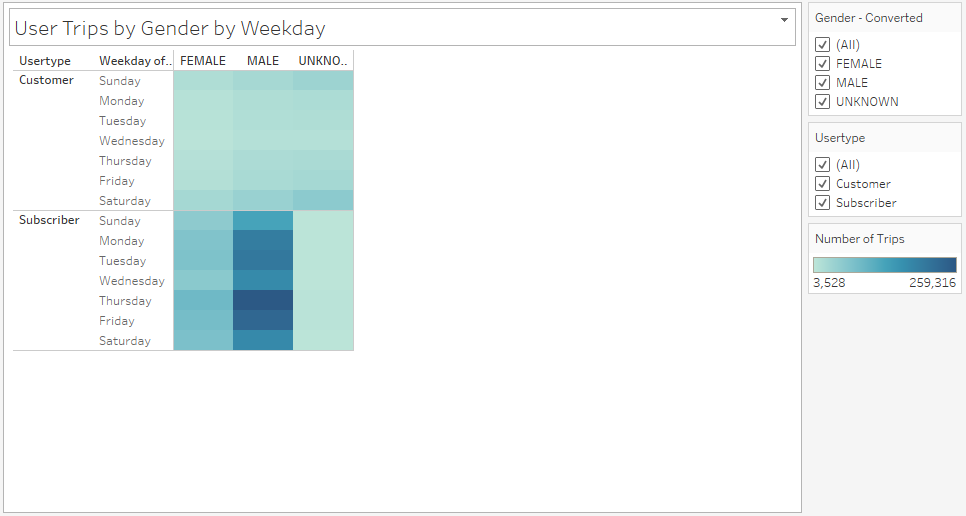 User Trips by Gender by Weekday
Usertype Weekday of.. FEMALE MALE UNKNO..
Customer Sunday
Monday
Tuesday
Wednesday
Thursday
Friday
Saturday
Subscriber Sunday
Monday
Tuesday
Wednesday
Thursday
Friday
Saturday
Gender - Converted
(All)
FEMALE
MALE
UNKNOWN
Usertype
(All)
Customer
Subscriber
Number of Trips
3,528 259,316